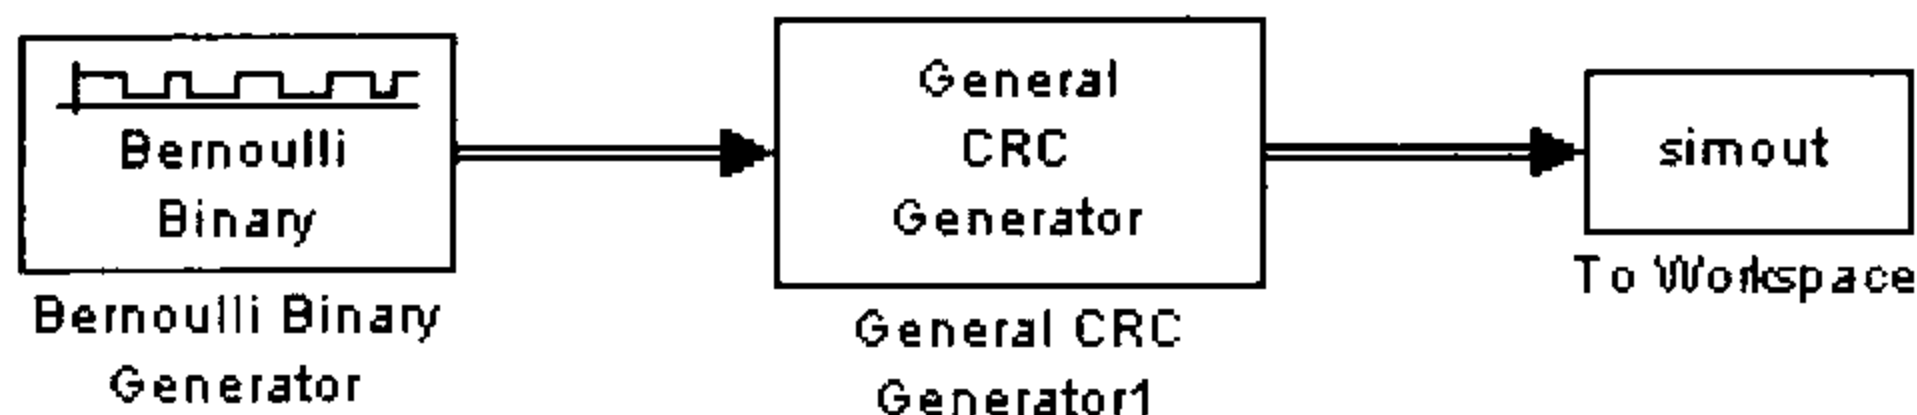 Bernoulli
Binary
Bernoulli Binary
Generator
General
CRC
Generator
General CRC
Generator1
simout
To Workspace